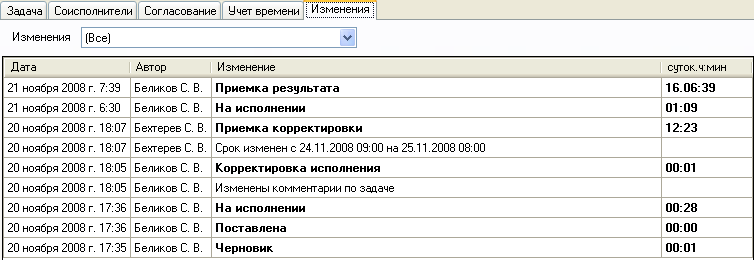 Задача Соисполнители Согласование Учет времени Изменения
Изменения (Все)
Дата Автор Изменение суток.ч:мин
21 ноября 2008 г. 7:39 Беликов С. В. Приемка результата 16.06:39
21 ноября 2008 г. 6:30 Беликов С. В. На исполнении 01:09
20 ноября 2008 г. 18:07 Бехтерев С. В. Приемка корректировки 12:23
20 ноября 2008 г. 18:07 Бехтерев С. В. Срок изменен с 24.11.2008 09:00 на 25.11.2008 08:00
20 ноября 2008 г. 18:05 Беликов С. В. Корректировка исполнения 00:01
20 ноября 2008 г. 18:05 Беликов С. В. Изменены комментарии по задаче
20 ноября 2008 г. 17:36 Беликов С. В. На исполнении 00:28
20 ноября 2008 г. 17:36 Беликов С. В. Поставлена 00:00
20 ноября 2008 г. 17:35 Беликов С. В. Черновик 00:01